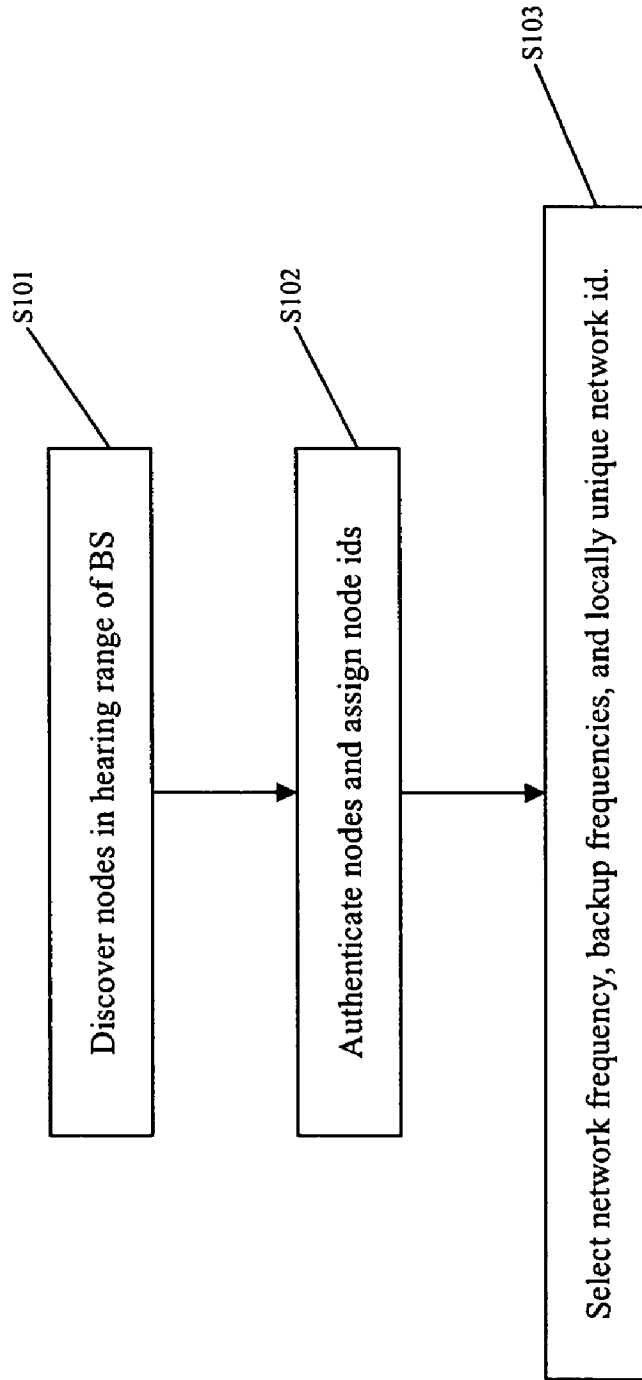 S101
Discover nodes in hearing range of BS
S102
Authenticate nodes and assign node ids
S103
Select network frequency, backup frequencies, and locally unique network id.